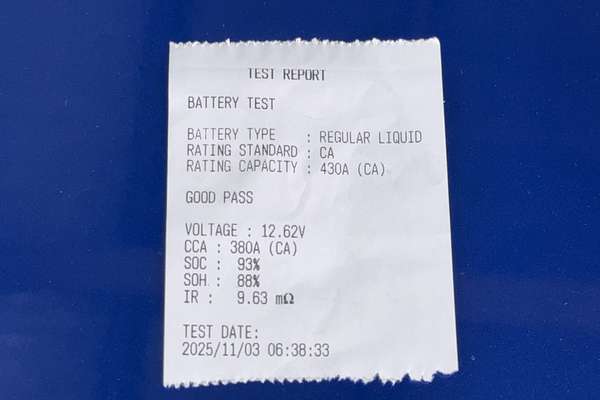 TEST REPORT
BATTERY TEST
BATTERY TYPE : REGULAR LIQUID
RATING STANDARD : CA
RATING CAPACITY : 430A (CA)
GOOD PASS
VOLTAGE : 12.62V
CCA : 380A (CA)
SOC : 93%
SOH : 88%
IR : 9.63 mΩ
TEST DATE:
2025/11/03 06:38:33